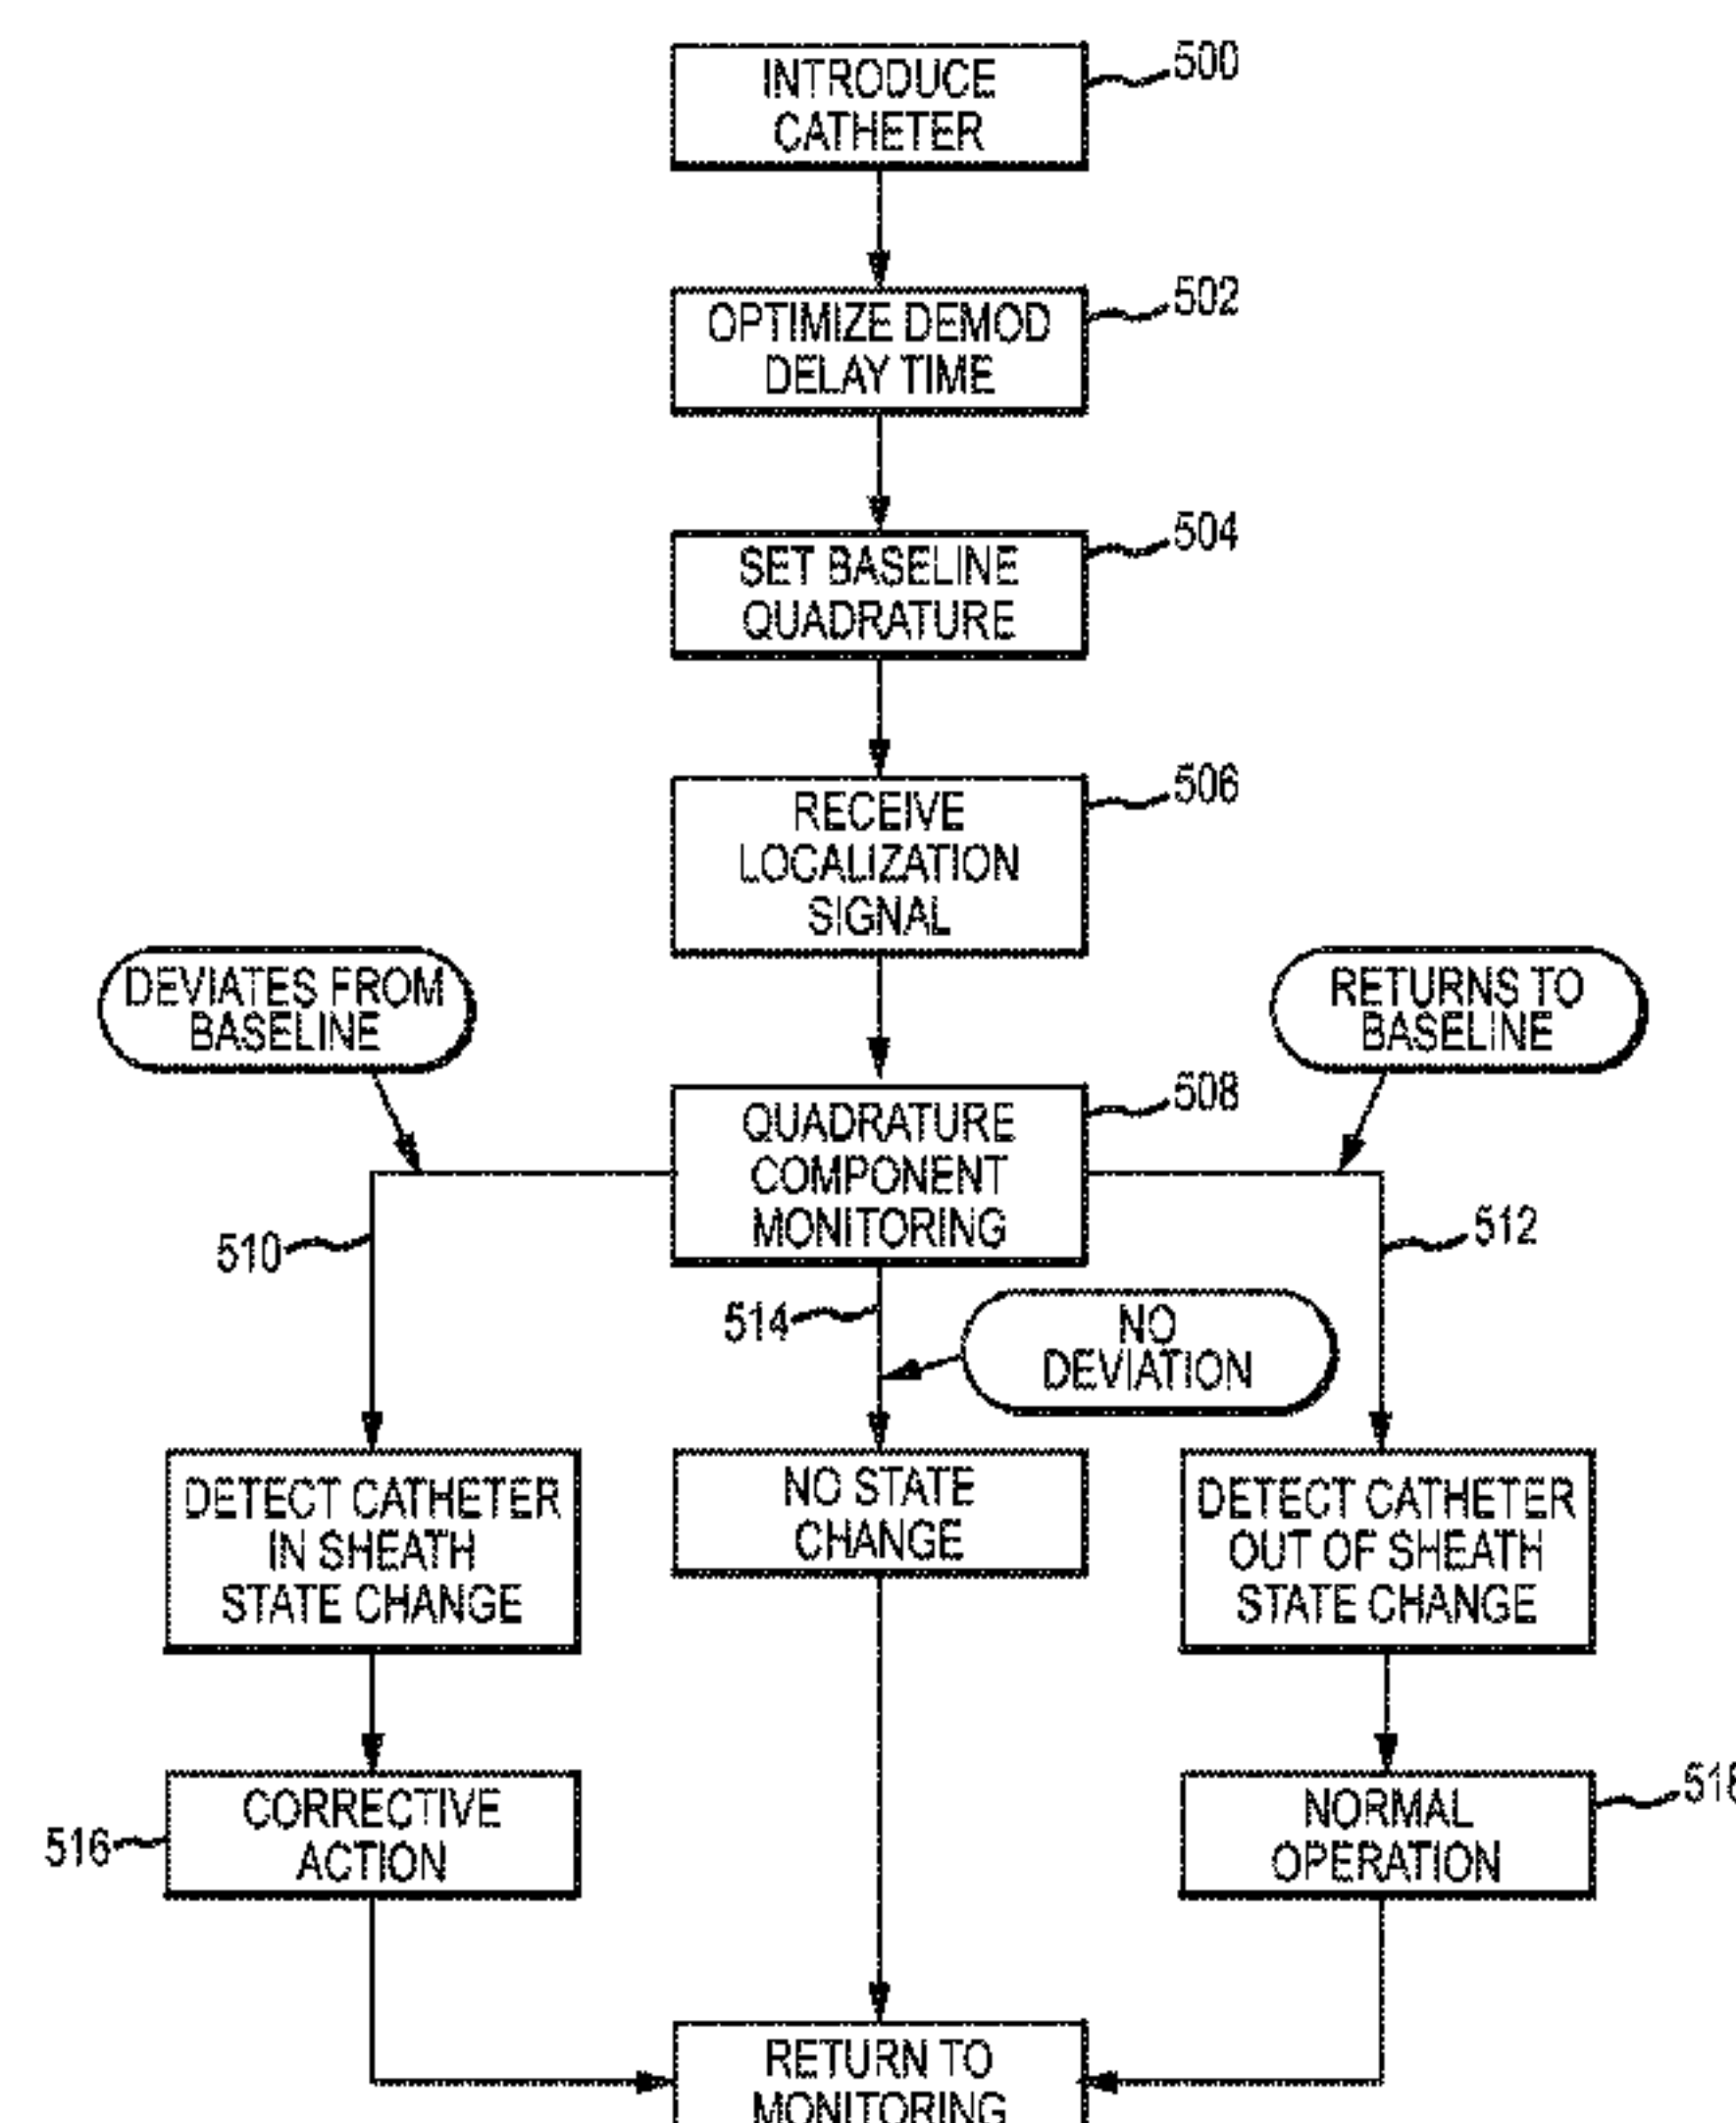 INTRODUCE
CATHETER
500
OPTIMIZE DEMOD
DELAY TIME
502
SET BASELINE
QUADRATURE
504
RECEIVE
LOCALIZATION
SIGNAL
506
DEVIATES FROM
BASELINE
RETURNS TO
BASELINE
QUADRATURE
COMPONENT
MONITORING
508
510
512
514
NO
DEVIATION
DETECT CATHETER
IN SHEATH
STATE CHANGE
NO STATE
CHANGE
DETECT CATHETER
OUT OF SHEATH
STATE CHANGE
CORRECTIVE
ACTION
516
NORMAL
OPERATION
518
RETURN TO
MONITORING